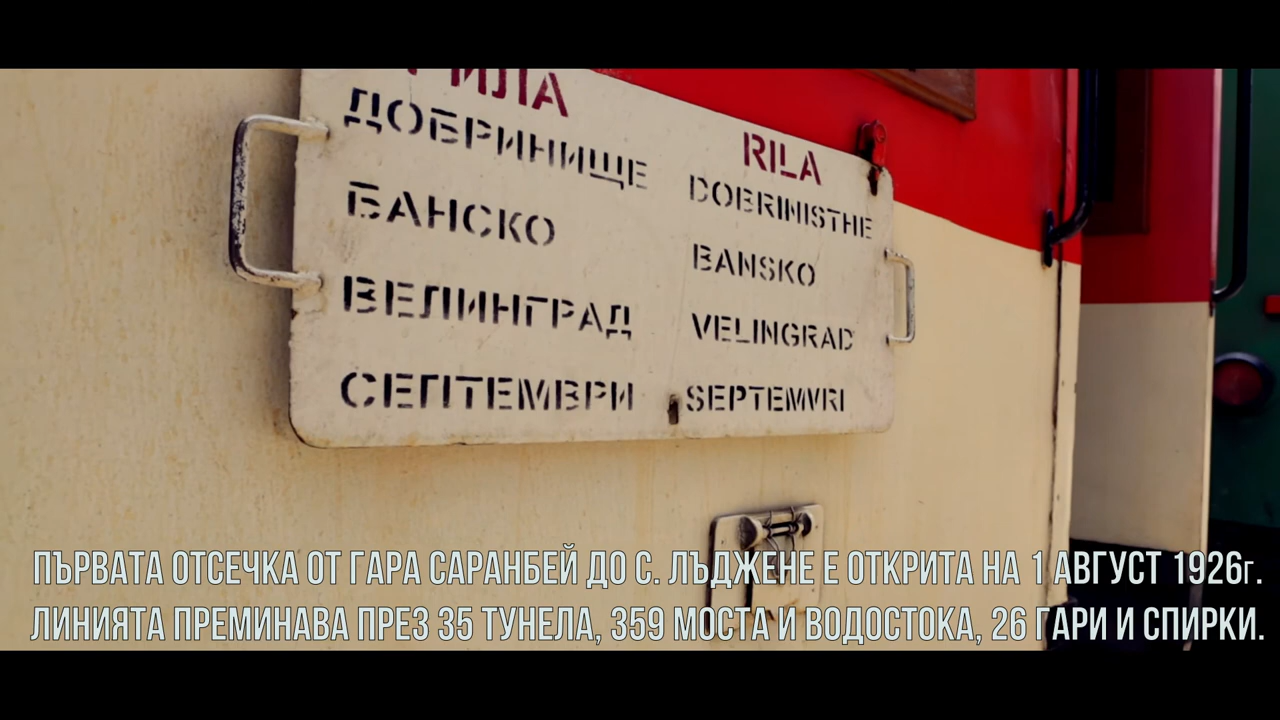 РИЛА
ДОБРИНИЩЕ
БАНСКО
ВЕЛИНГРАД
СЕПТЕМВРИ
RILA
DOBRINISTHE
BANSKO
VELINGRAD
SEPTEMVRI
ПЪРВАТА ОТСЕЧКА ОТ ГАРА САРАНБЕЙ ДО С. ЛЪДЖЕНЕ Е ОТКРИТА НА 1 АВГУСТ 1926г.
ЛИНИЯТА ПРЕМИНАВА ПРЕЗ 35 ТУНЕЛА, 359 МОСТА И ВОДОСТОКА, 26 ГАРИ И СПИРКИ.